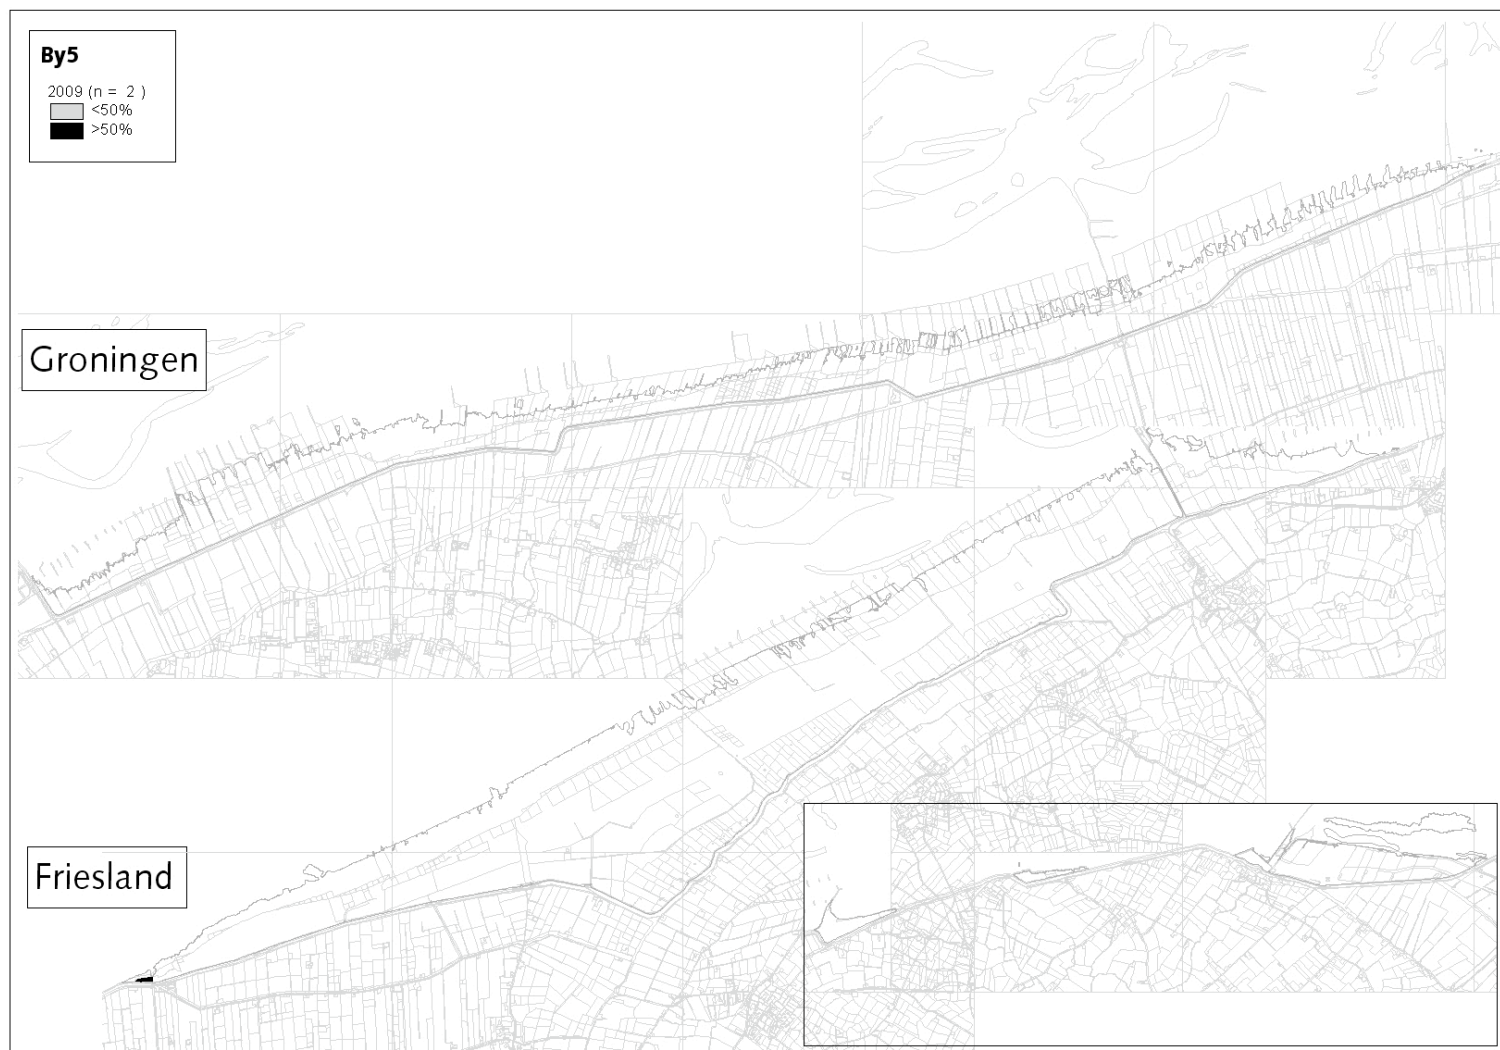 By5
2009 (n = 2 )
<50%
>50%
Groningen
Friesland